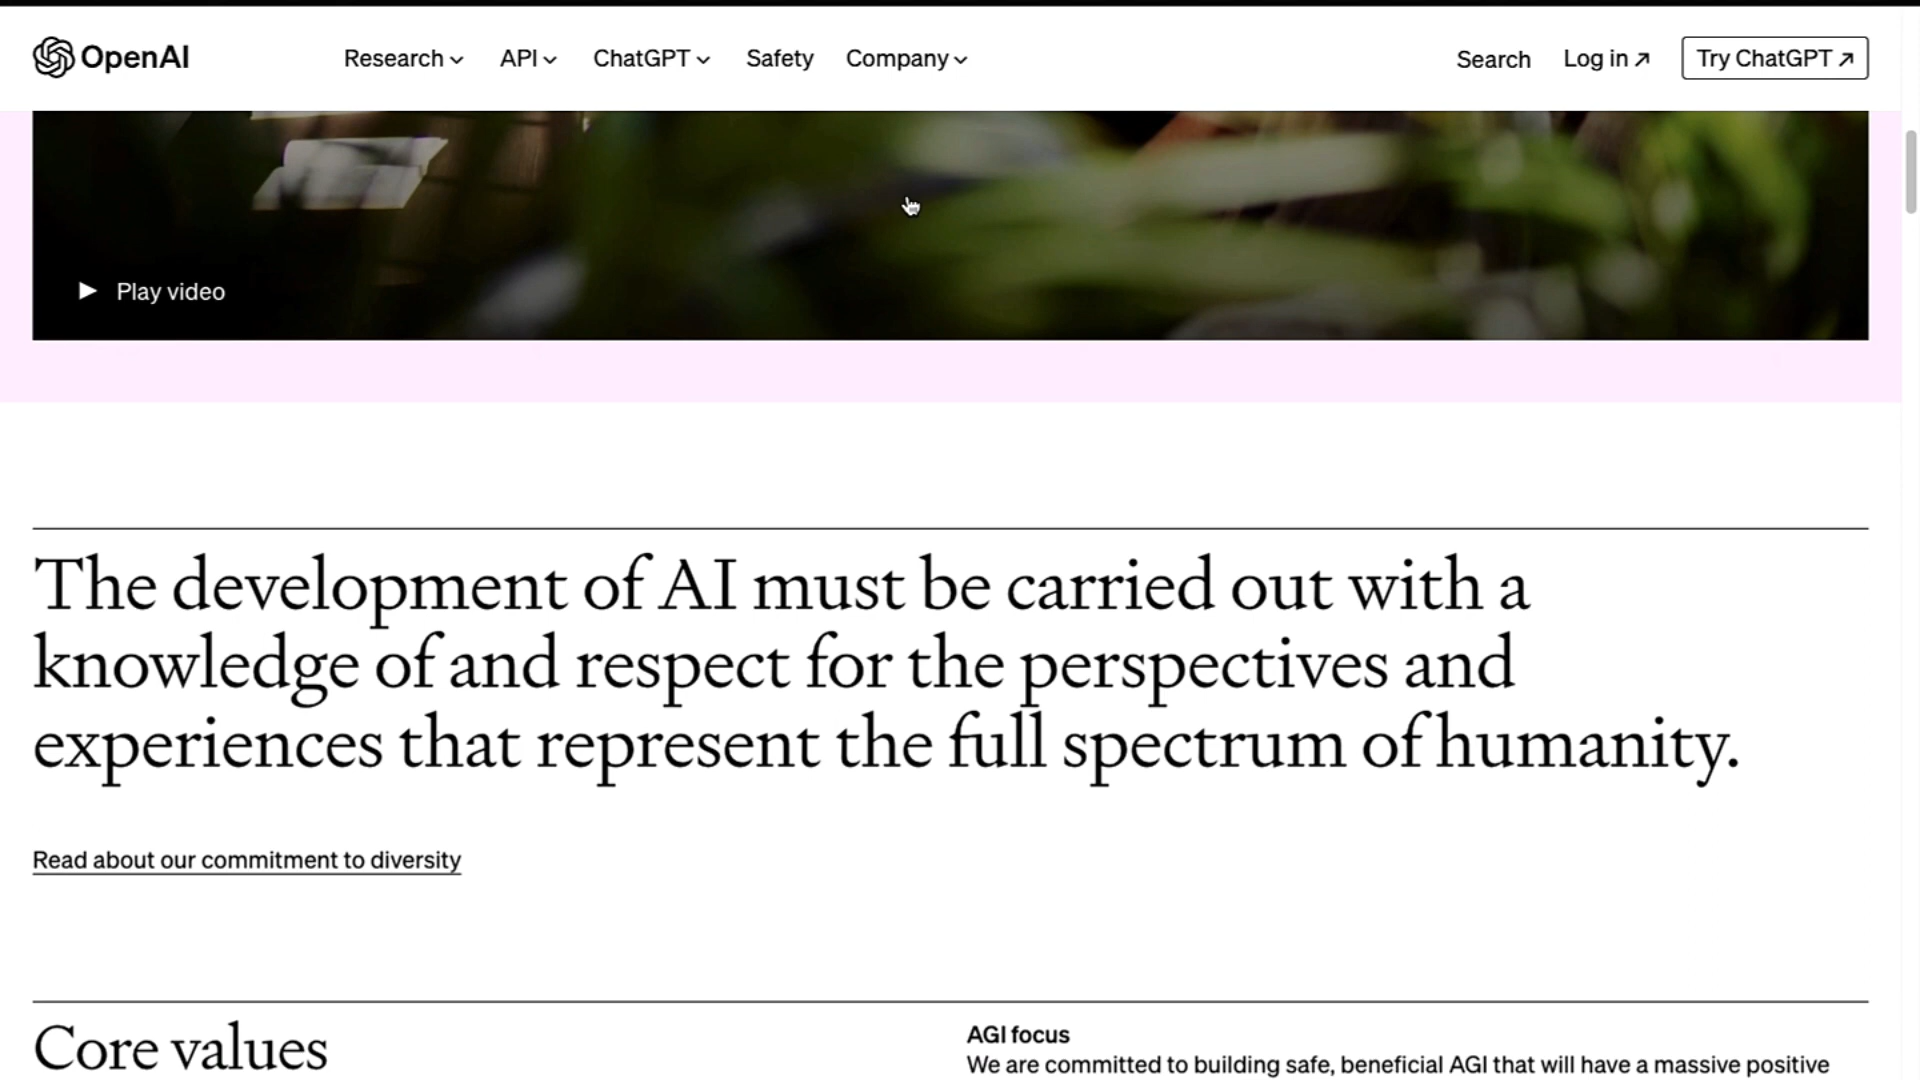 OpenAI
Research API ChatGPT Safety Company Search Log in Try ChatGPT
Play video
The development of AI must be carried out with a
knowledge of and respect for the perspectives and
experiences that represent the full spectrum of humanity.
Read about our commitment to diversity
Core values
AGI focus
We are committed to building safe, beneficial AGI that will have a massive positive